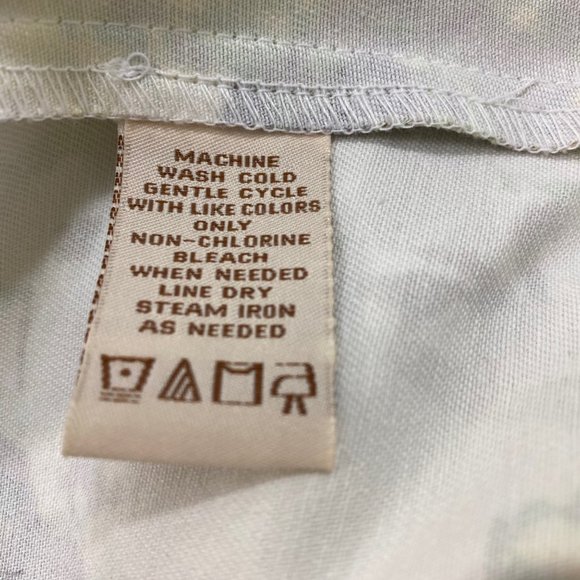 MACHINE
WASH COLD
GENTLE CYCLE
WITH LIKE COLORS
ONLY
NON-CHLORINE
BLEACH
WHEN NEEDED
LINE DRY
STEAM IRON
AS NEEDED